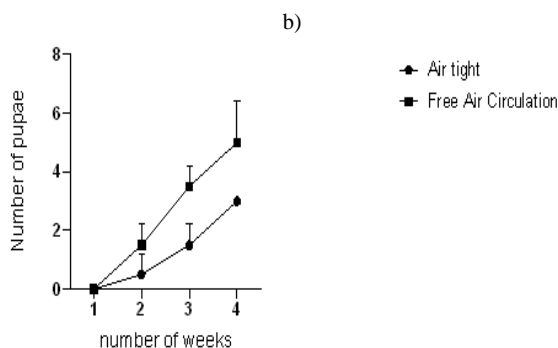 b)
8
6
4
2
0
Number of pupae
1 2 3 4
number of weeks
Air tight
Free Air Circulation